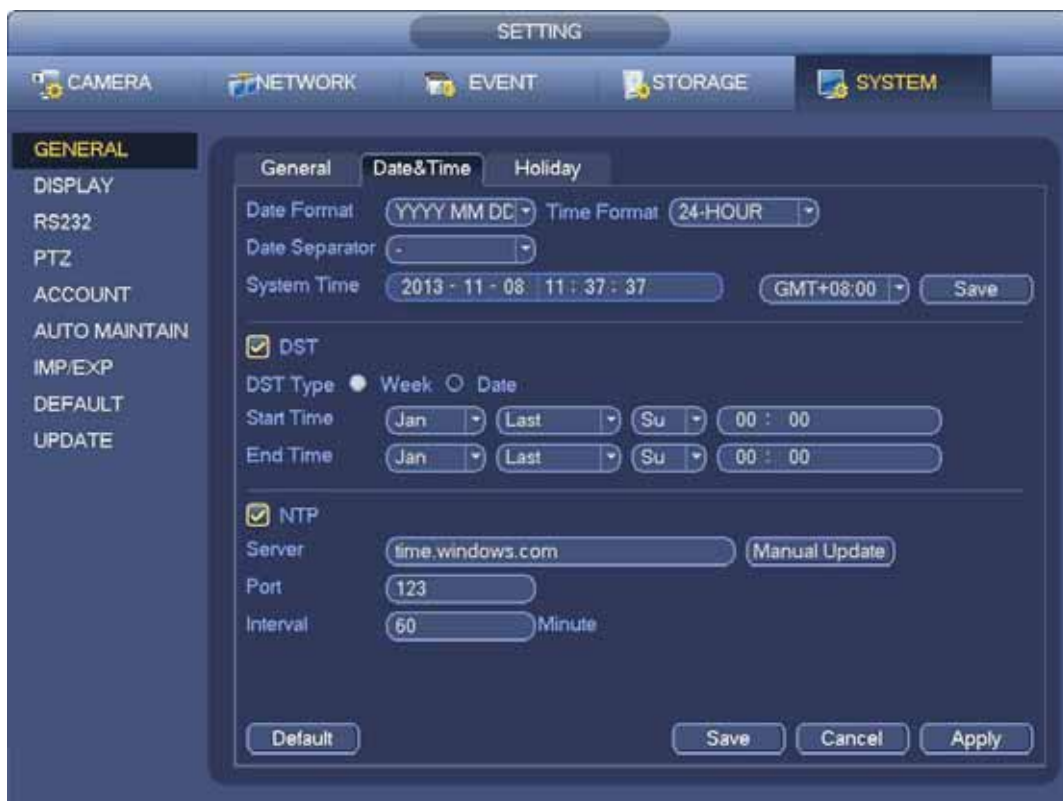 SETTING
CAMERA NETWORK EVENT STORAGE SYSTEM
GENERAL
DISPLAY
RS232
PTZ
ACCOUNT
AUTO MAINTAIN
IMP/EXP
DEFAULT
UPDATE
General Date&Time Holiday
Date Format YYYY MM DD Time Format 24-HOUR
Date Separator -
System Time 2013 - 11 - 08 11 : 37 : 37 GMT+08:00 Save
DST
DST Type Week Date
Start Time Jan Last Su 00 : 00
End Time Jan Last Su 00 : 00
NTP
Server time.windows.com Manual Update
Port 123
Interval 60 Minute
Default Save Cancel Apply